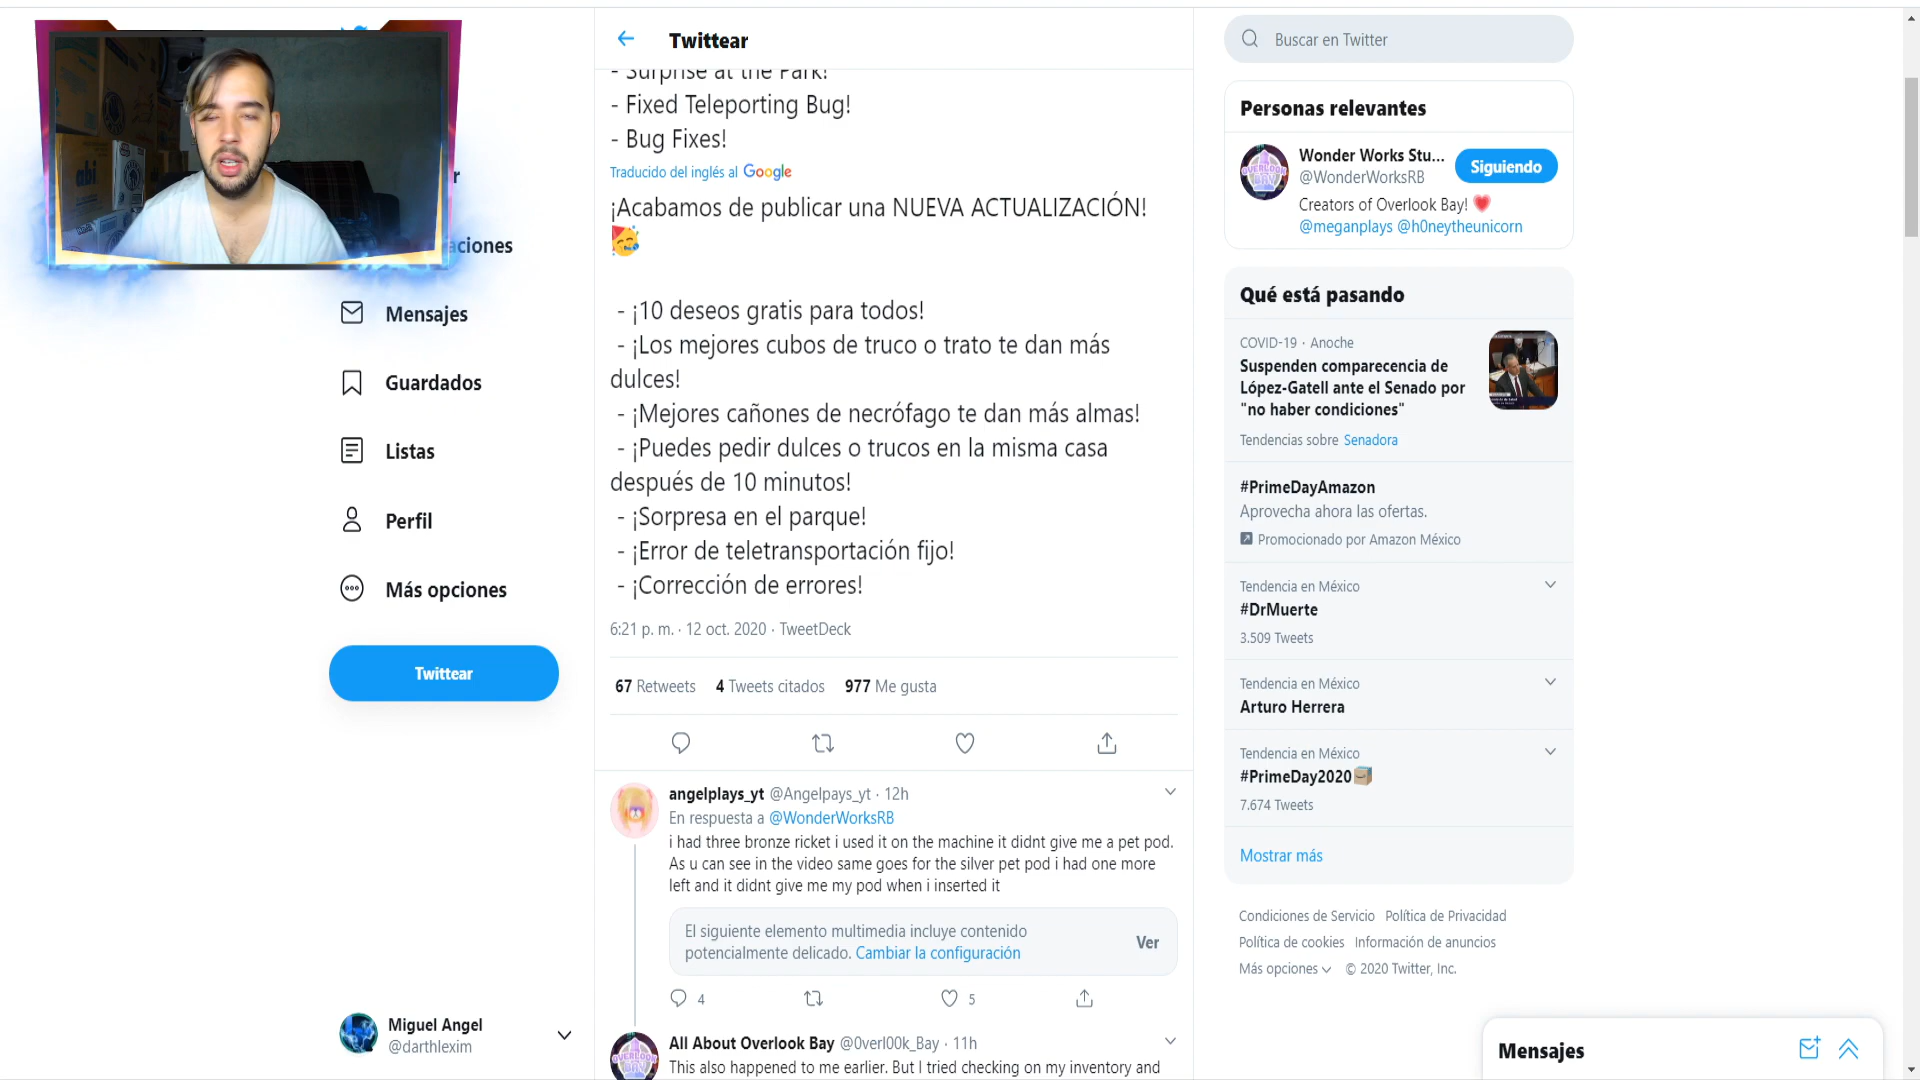 Twittear
- Surprise at the Park!
- Fixed Teleporting Bug!
- Bug Fixes!
Traducido del inglés al Google
¡Acabamos de publicar una NUEVA ACTUALIZACIÓN!
- ¡10 deseos gratis para todos!
- ¡Los mejores cubos de truco o trato te dan más
dulces!
- ¡Mejores cañones de necrófago te dan más almas!
- ¡Puedes pedir dulces o trucos en la misma casa
después de 10 minutos!
- ¡Sorpresa en el parque!
- ¡Error de teletransportación fijo!
- ¡Corrección de errores!
6:21 p. m. · 12 oct. 2020 · TweetDeck
67 Retweets 4 Tweets citados 977 Me gusta
angelplays_yt @Angelpays_yt · 12h
En respuesta a @WonderWorksRB
i had three bronze ricket i used it on the machine it didnt give me a pet pod.
As u can see in the video same goes for the silver pet pod i had one more
left and it didnt give me my pod when i inserted it
El siguiente elemento multimedia incluye contenido
potencialmente delicado. Cambiar la configuración
Ver
4
5
All About Overlook Bay @0verl00k_Bay · 11h
This also happened to me earlier. But I tried checking on my inventory and
abi
r
aciones
Mensajes
Guardados
Listas
Perfil
Más opciones
Twittear
Miguel Angel
@darthlexim
Buscar en Twitter
Personas relevantes
Wonder Works Stu...
@WonderWorksRB
Siguiendo
Creators of Overlook Bay!
@meganplays @h0neytheunicorn
OVERLOOK
BAY
Qué está pasando
COVID-19 · Anoche
Suspenden comparecencia de
López-Gatell ante el Senado por
"no haber condiciones"
Tendencias sobre Senadora
#PrimeDayAmazon
Aprovecha ahora las ofertas.
Promocionado por Amazon México
Tendencia en México
#DrMuerte
3.509 Tweets
Tendencia en México
Arturo Herrera
Tendencia en México
#PrimeDay2020
7.674 Tweets
Mostrar más
Condiciones de Servicio Política de Privacidad
Política de cookies Información de anuncios
Más opciones © 2020 Twitter, Inc.
Mensajes